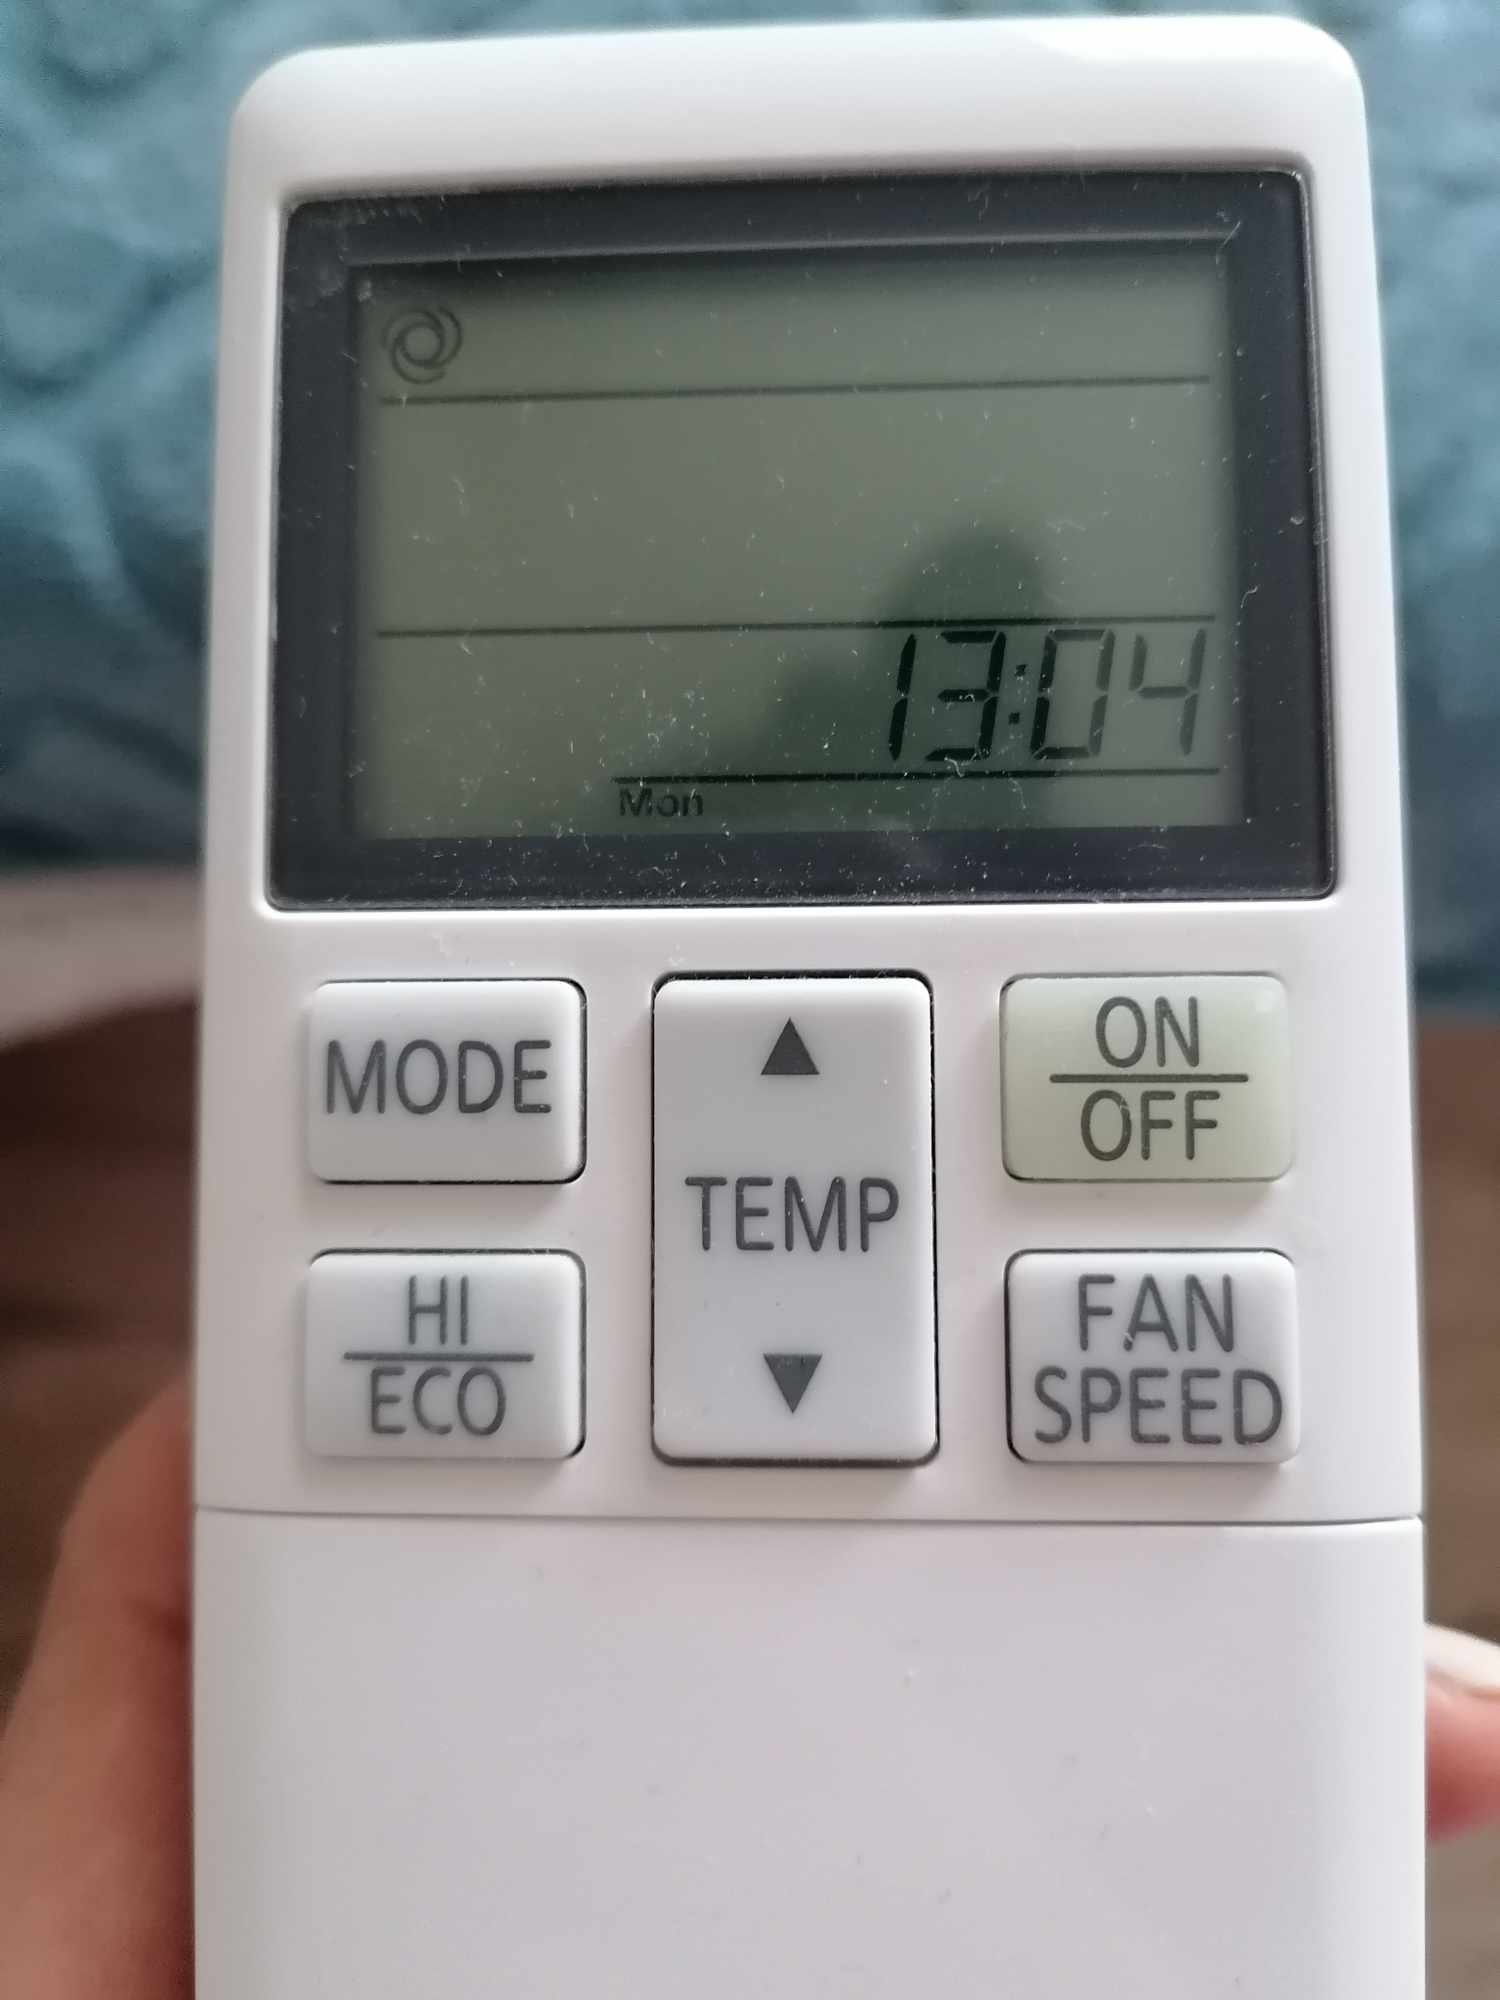 13:04
Mon
MODE
TEMP
ON
OFF
HI
ECO
FAN
SPEED